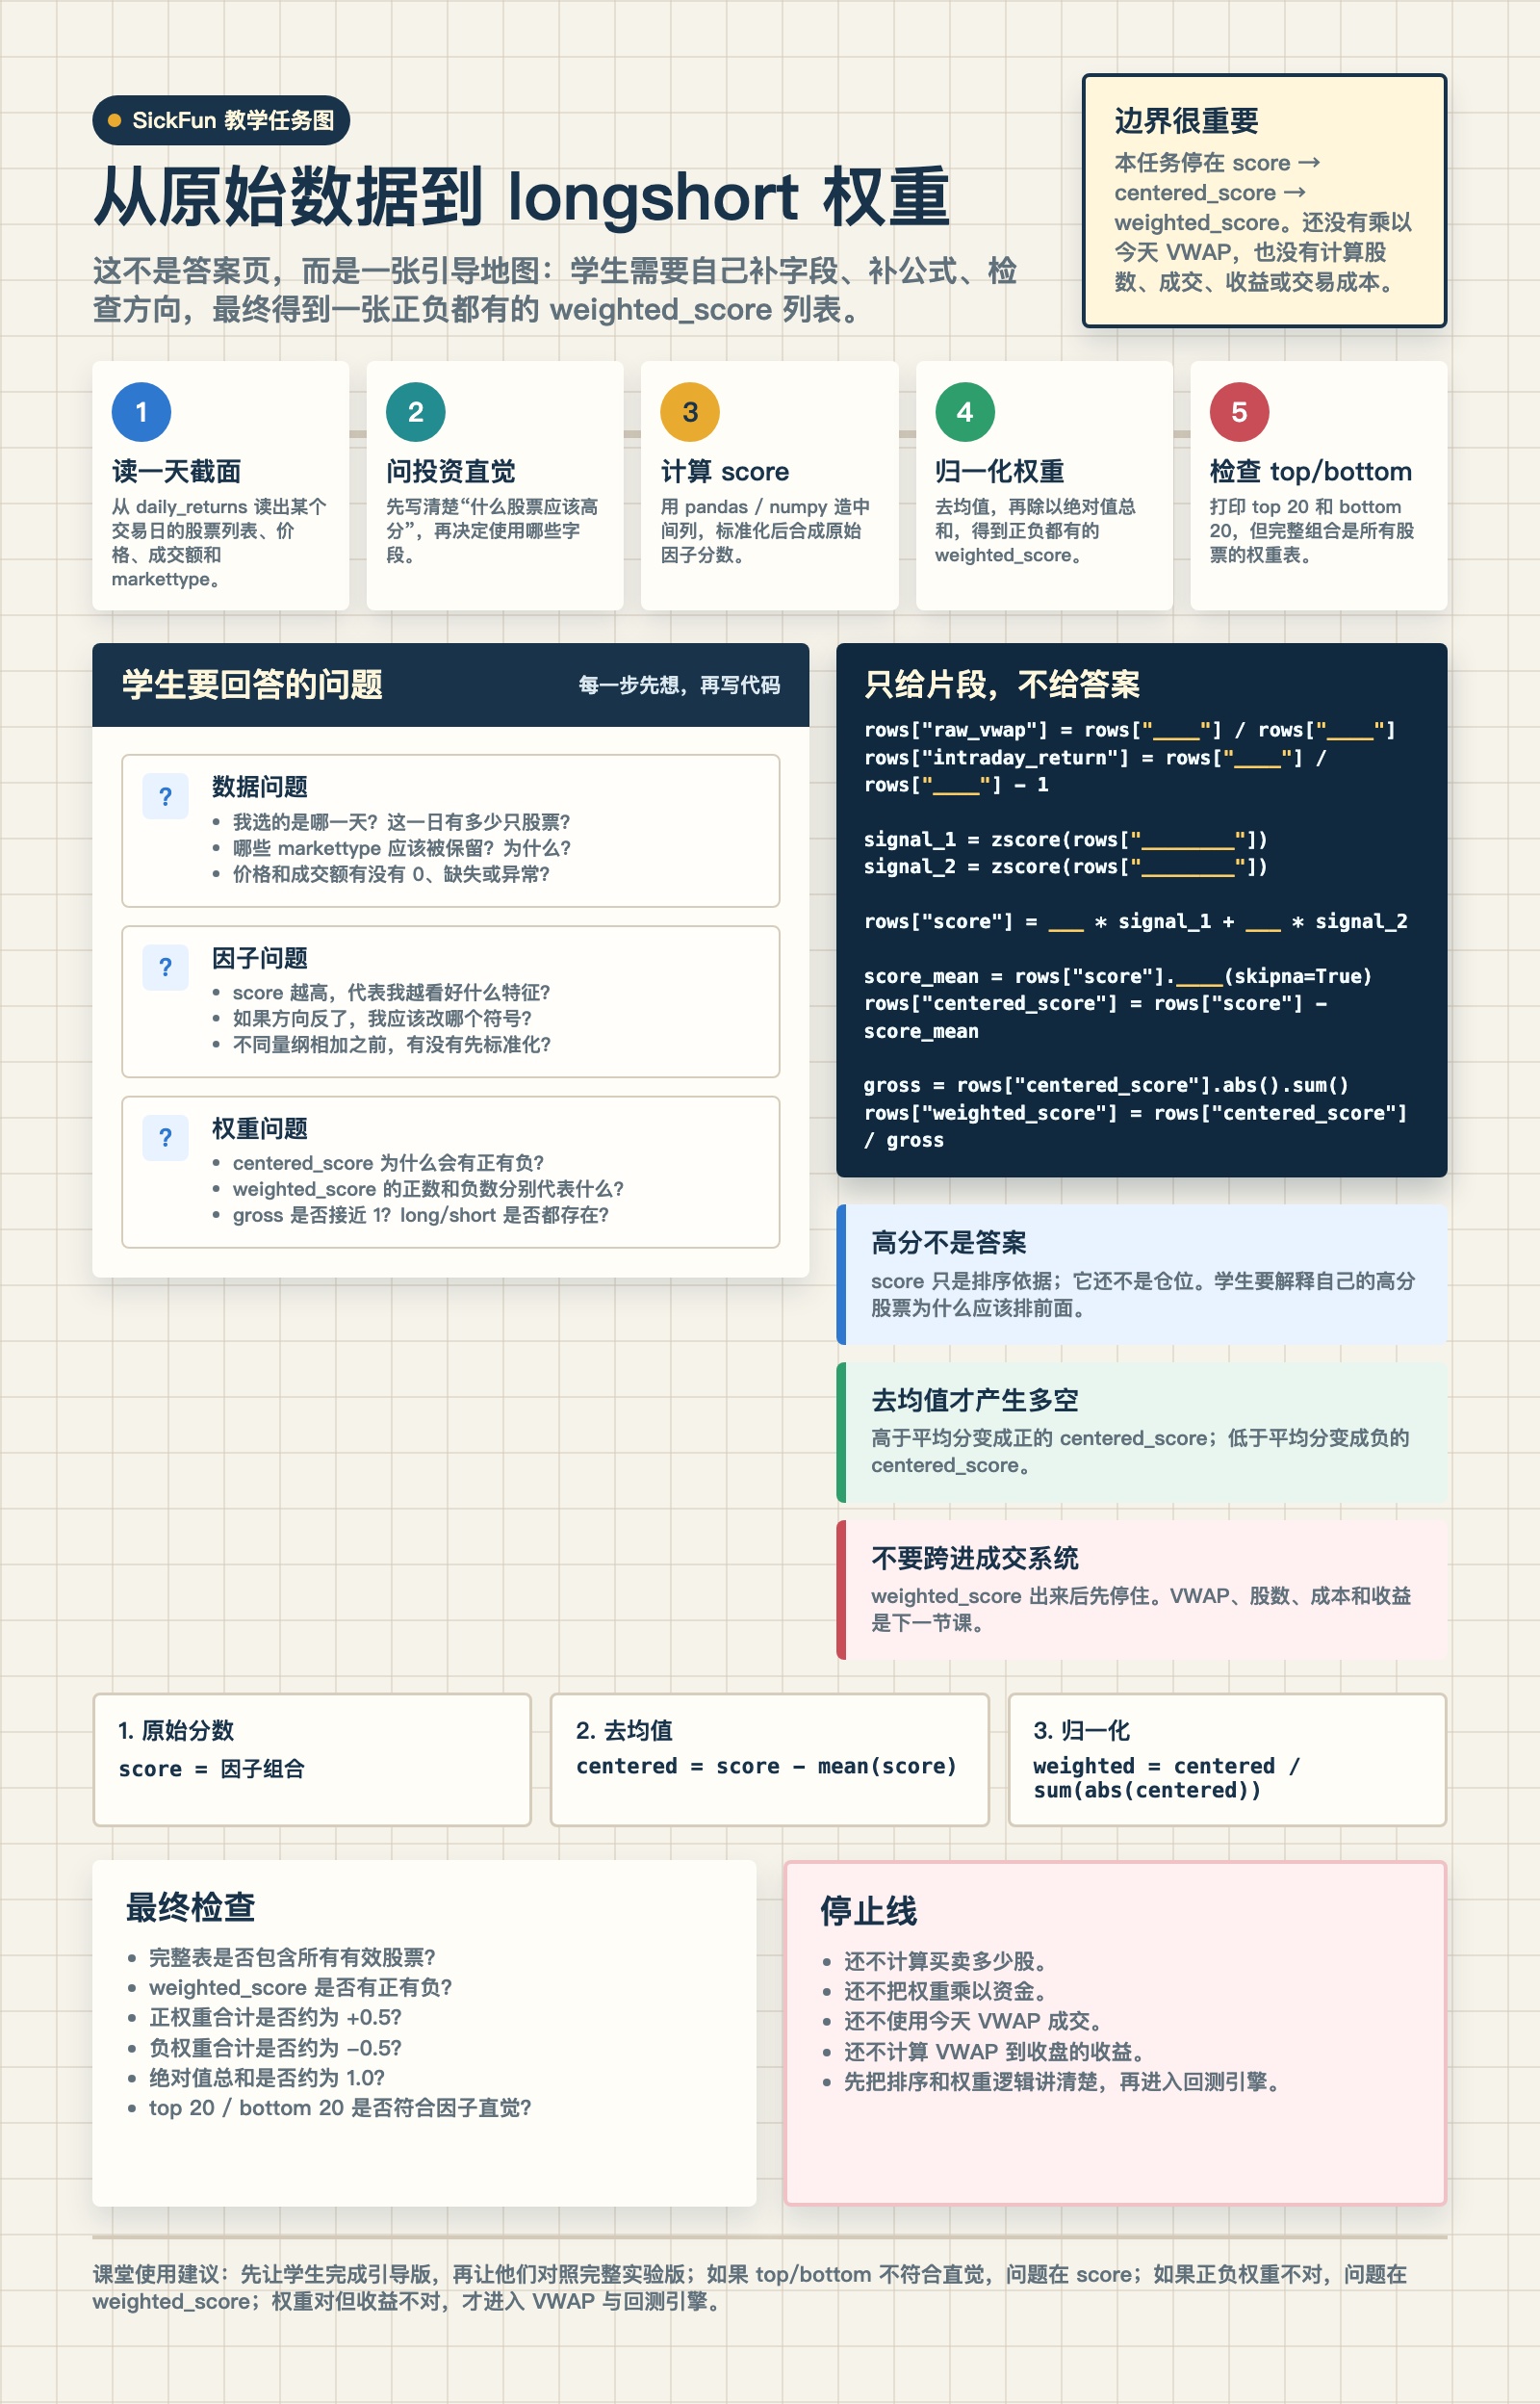 SickFun 教学任务图
从原始数据到 longshort 权重
这不是答案页，而是一张引导地图：学生需要自己补字段、补公式、检
查方向，最终得到一张正负都有的 weighted_score 列表。
边界很重要
本任务停在 score →
centered_score →
weighted_score。还没有乘以
今天 VWAP，也没有计算股
数、成交、收益或交易成本。
1
读一天截面
从 daily_returns 读出某个
交易日的股票列表、价
格、成交额和
markettype。
2
问投资直觉
先写清楚“什么股票应该高
分”，再决定使用哪些字
段。
3
计算 score
用 pandas / numpy 造中
间列，标准化后合成原始
因子分数。
4
归一化权重
去均值，再除以绝对值总
和，得到正负都有的
weighted_score。
5
检查 top/bottom
打印 top 20 和 bottom
20，但完整组合是所有股
票的权重表。
学生要回答的问题
每一步先想，再写代码
?
数据问题
• 我选的是哪一天？这一日有多少只股票？
• 哪些 markettype 应该被保留？为什么？
• 价格和成交额有没有 0、缺失或异常？
?
因子问题
• score 越高，代表我越看好什么特征？
• 如果方向反了，我应该改哪个符号？
• 不同量纲相加之前，有没有先标准化？
?
权重问题
• centered_score 为什么会有正有负？
• weighted_score 的正数和负数分别代表什么？
• gross 是否接近 1？long/short 是否都存在？
只给片段，不给答案
rows["raw_vwap"] = rows["____"] / rows["____"]
rows["intraday_return"] = rows["____"] /
rows["____"] − 1
signal_1 = zscore(rows["________"])
signal_2 = zscore(rows["________"])
rows["score"] = ___ * signal_1 + ___ * signal_2
score_mean = rows["score"].____(skipna=True)
rows["centered_score"] = rows["score"] −
score_mean
gross = rows["centered_score"].abs().sum()
rows["weighted_score"] = rows["centered_score"]
/ gross
高分不是答案
score 只是排序依据；它还不是仓位。学生要解释自己的高分
股票为什么应该排前面。
去均值才产生多空
高于平均分变成正的 centered_score；低于平均分变成负的
centered_score。
不要跨进成交系统
weighted_score 出来后先停住。VWAP、股数、成本和收益
是下一节课。
1. 原始分数
score = 因子组合
2. 去均值
centered = score − mean(score)
3. 归一化
weighted = centered /
sum(abs(centered))
最终检查
• 完整表是否包含所有有效股票？
• weighted_score 是否有正有负？
• 正权重合计是否约为 +0.5？
• 负权重合计是否约为 −0.5？
• 绝对值总和是否约为 1.0？
• top 20 / bottom 20 是否符合因子直觉？
停止线
• 还不计算买卖多少股。
• 还不把权重乘以资金。
• 还不使用今天 VWAP 成交。
• 还不计算 VWAP 到收盘的收益。
• 先把排序和权重逻辑讲清楚，再进入回测引擎。
课堂使用建议：先让学生完成引导版，再让他们对照完整实验版；如果 top/bottom 不符合直觉，问题在 score；如果正负权重不对，问题在
weighted_score；权重对但收益不对，才进入 VWAP 与回测引擎。